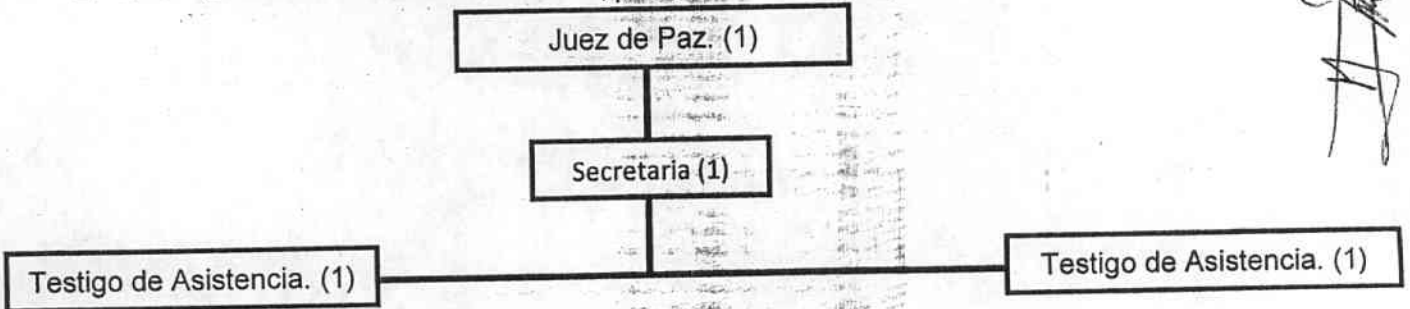 Juez de Paz. (1)
Secretaria (1)
Testigo de Asistencia. (1)
Testigo de Asistencia. (1)